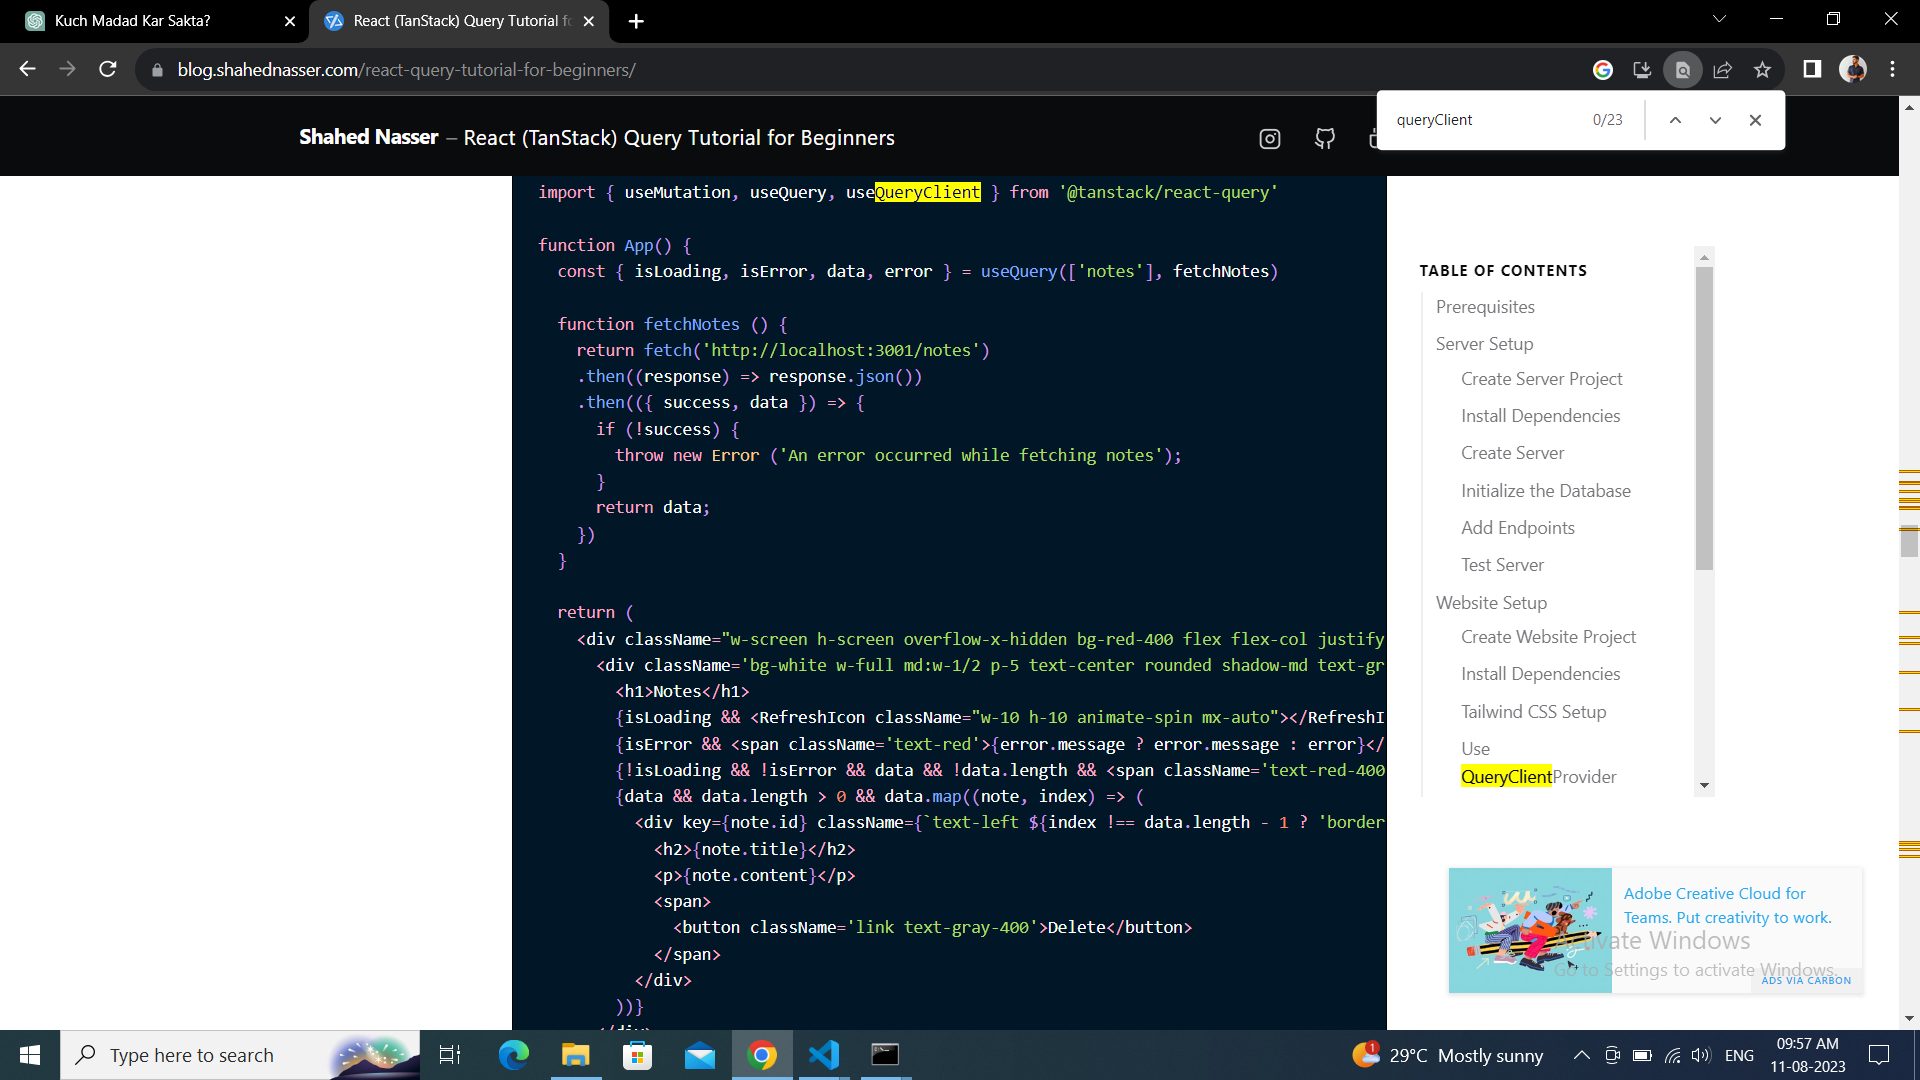 Kuch Madad Kar Sakta?
React (TanStack) Query Tutorial f
blog.shahednasser.com/react-query-tutorial-for-beginners/
queryClient
0/23
Shahed Nasser – React (TanStack) Query Tutorial for Beginners
import { useMutation, useQuery, useQueryClient } from '@tanstack/react-query'
function App() {
const { isLoading, isError, data, error } = useQuery(['notes'], fetchNotes)
function fetchNotes () {
return fetch('http://localhost:3001/notes')
.then((response) => response.json())
.then(({ success, data }) => {
if (!success) {
throw new Error ('An error occurred while fetching notes');
}
return data;
})
}
return (
<div className="w-screen h-screen overflow-x-hidden bg-red-400 flex flex-col justify
<div className='bg-white w-full md:w-1/2 p-5 text-center rounded shadow-md text-gr
<h1>Notes</h1>
{isLoading && <RefreshIcon className="w-10 h-10 animate-spin mx-auto"></RefreshI
{isError && <span className='text-red'>{error.message ? error.message : error}</
{!isLoading && !isError && data && !data.length && <span className='text-red-400
{data && data.length > 0 && data.map((note, index) => (
<div key={note.id} className={`text-left ${index !== data.length - 1 ? 'border
<h2>{note.title}</h2>
<p>{note.content}</p>
<span>
<button className='link text-gray-400'>Delete</button>
</span>
</div>
))}
</div>
TABLE OF CONTENTS
Prerequisites
Server Setup
Create Server Project
Install Dependencies
Create Server
Initialize the Database
Add Endpoints
Test Server
Website Setup
Create Website Project
Install Dependencies
Tailwind CSS Setup
Use
QueryClientProvider
Adobe Creative Cloud for
Teams. Put creativity to work.
Activate Windows
Go to Settings to activate Windows.
ADS VIA CARBON
Type here to search
1
29°C Mostly sunny
ENG
09:57 AM
11-08-2023